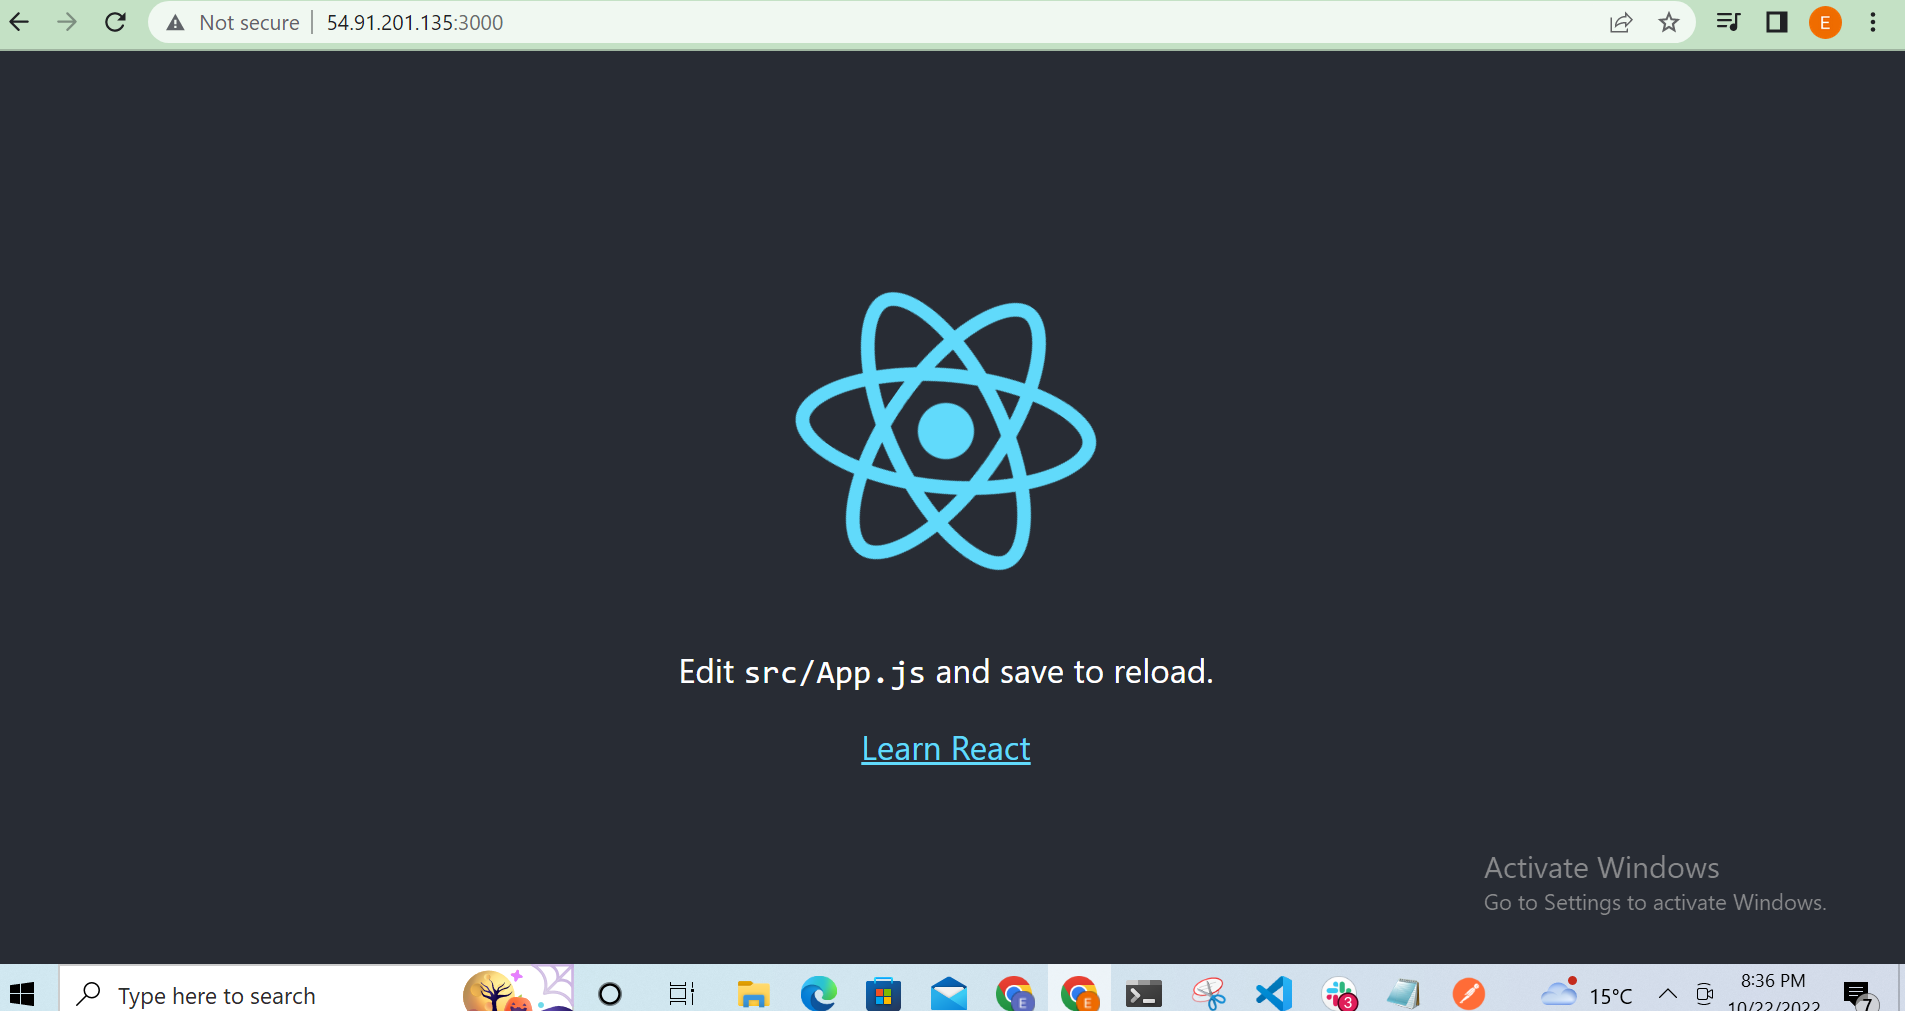 Not secure | 54.91.201.135:3000
E
Edit src/App.js and save to reload.
Learn React
Activate Windows
Go to Settings to activate Windows.
Type here to search
E
E
3
15°C
8:36 PM
10/22/2022
7